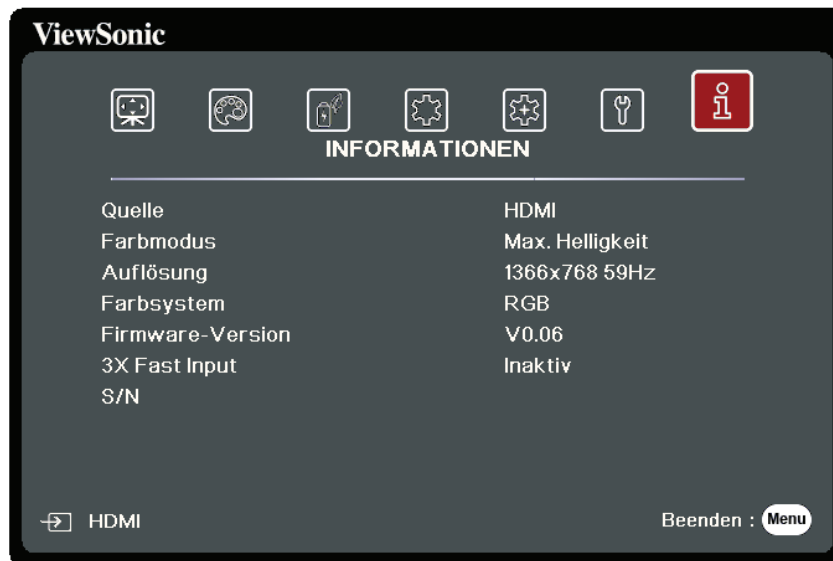 ViewSonic
INFORMATIONEN
Quelle HDMI
Farbmodus Max. Helligkeit
Auflösung 1366x768 59Hz
Farbsystem RGB
Firmware-Version V0.06
3X Fast Input Inaktiv
S/N
HDMI Beenden : Menu